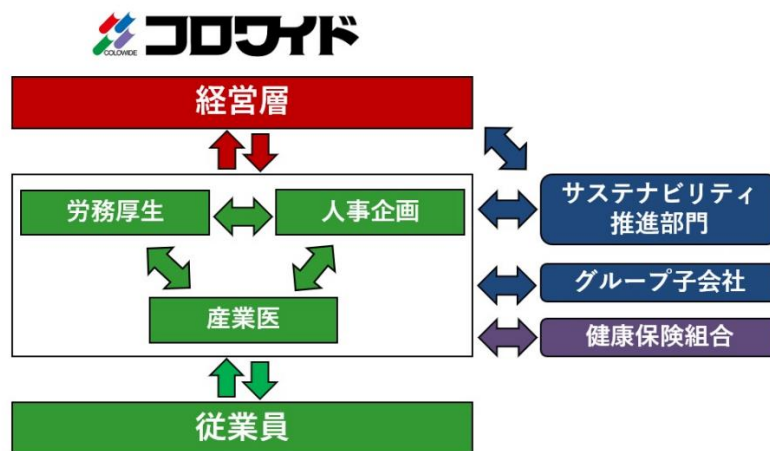 COLOWIDE コロワイド
経営層
労務厚生
人事企画
産業医
サステナビリティ
推進部門
グループ子会社
健康保険組合
従業員